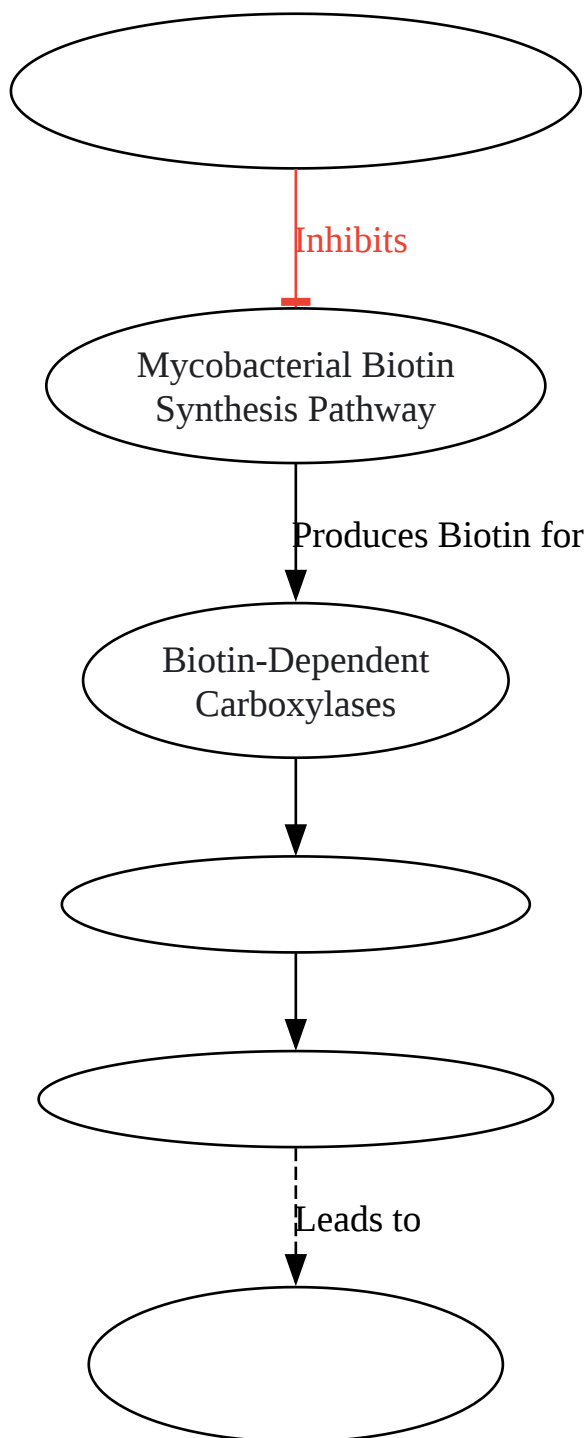 Inhibits
Mycobacterial Biotin
Synthesis Pathway
Produces Biotin for
Biotin-Dependent
Carboxylases
Leads to